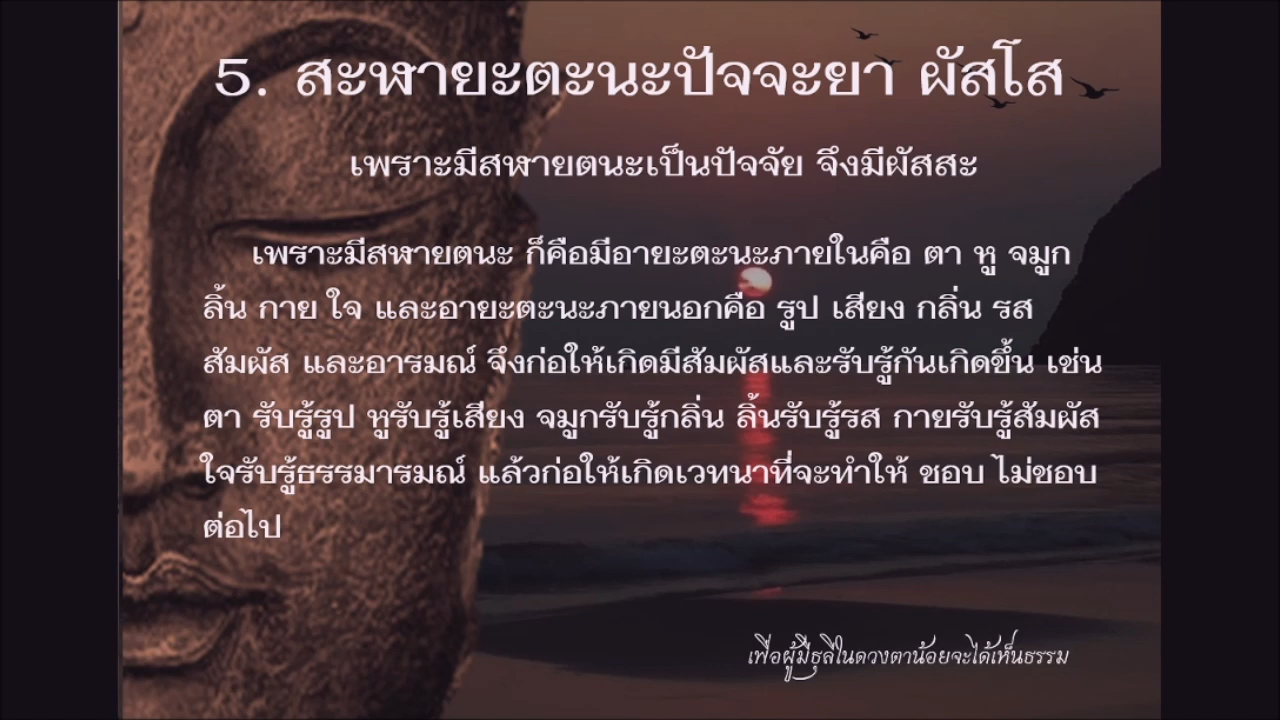 5. สะฬายะตะนะปัจจะยา ผัสโส
เพราะมีสฬายตนะเป็นปัจจัย จึงมีผัสสะ
เพราะมีสฬายตนะ ก็คือมีอายะตะนะภายในคือ ตา หู จมูก
ลิ้น กาย ใจ และอายะตะนะภายนอกคือ รูป เสียง กลิ่น รส
สัมผัส และอารมณ์ จึงก่อให้เกิดมีสัมผัสและรับรู้กันเกิดขึ้น เช่น
ตา รับรู้รูป หูรับรู้เสียง จมูกรับรู้กลิ่น ลิ้นรับรู้รส กายรับรู้สัมผัส
ใจรับรู้ธรรมารมณ์ แล้วก่อให้เกิดเวทนาที่จะทำให้ ชอบ ไม่ชอบ
ต่อไป
เพื่อผู้มีธุลีในดวงตาน้อยจะได้เห็นธรรม